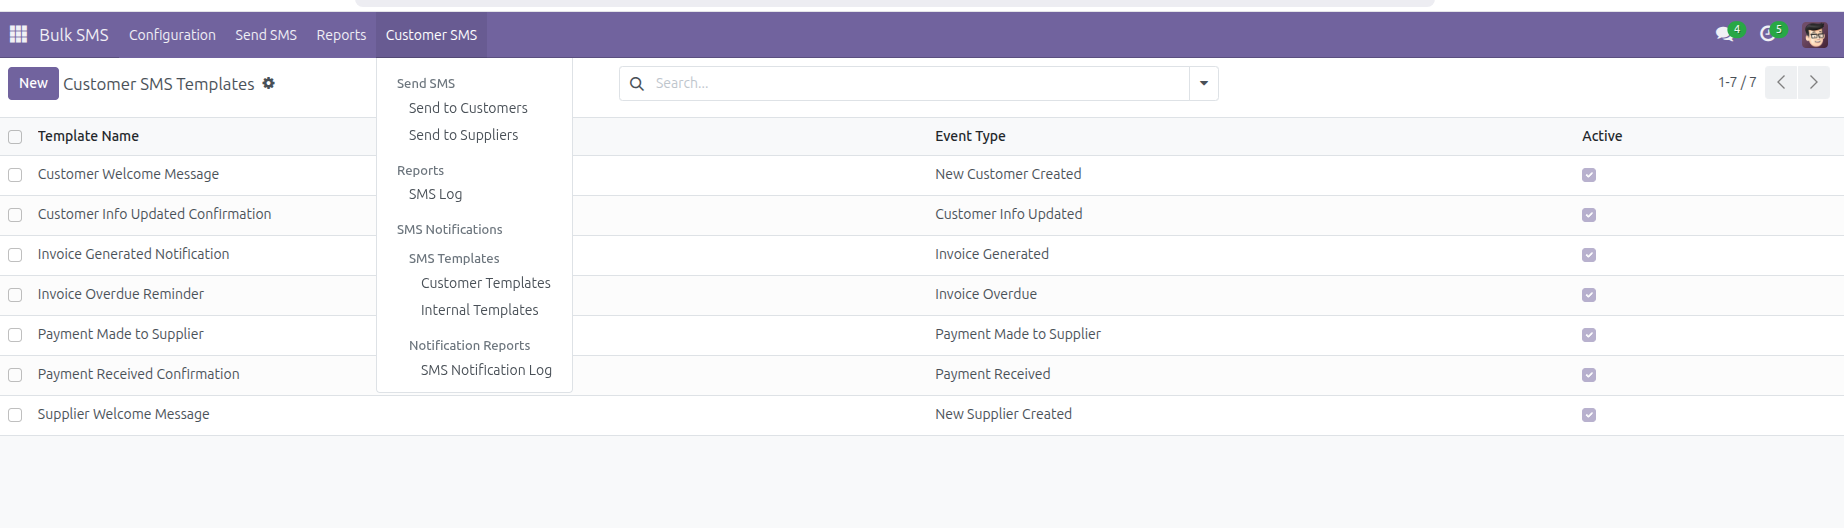 Bulk SMS Configuration Send SMS Reports Customer SMS 4 5
New Customer SMS Templates Search... 1-7 / 7
Send SMS
Send to Customers
Send to Suppliers
Reports
SMS Log
SMS Notifications
SMS Templates
Customer Templates
Internal Templates
Notification Reports
SMS Notification Log
Template Name Event Type Active
Customer Welcome Message New Customer Created
Customer Info Updated Confirmation Customer Info Updated
Invoice Generated Notification Invoice Generated
Invoice Overdue Reminder Invoice Overdue
Payment Made to Supplier Payment Made to Supplier
Payment Received Confirmation Payment Received
Supplier Welcome Message New Supplier Created